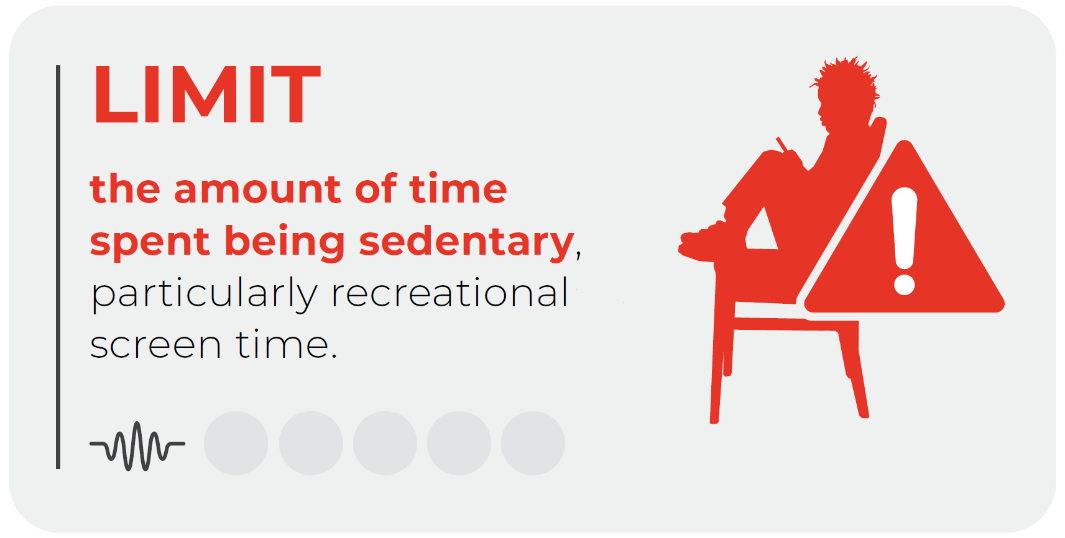 LIMIT
the amount of time
spent being sedentary,
particularly recreational
screen time.